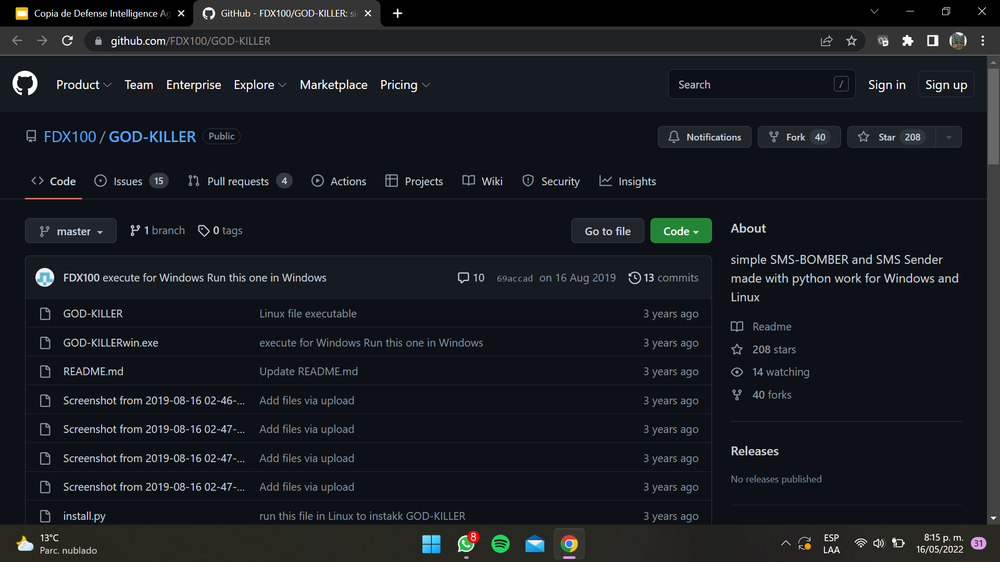 Copia de Defense Intelligence Ag
GitHub - FDX100/GOD-KILLER: si
github.com/FDX100/GOD-KILLER
Product Team Enterprise Explore Marketplace Pricing
Search /
Sign in
Sign up
FDX100 / GOD-KILLER Public
Notifications
Fork 40
Star 208
Code
Issues 15
Pull requests 4
Actions
Projects
Wiki
Security
Insights
master
1 branch
0 tags
Go to file
Code
FDX100 execute for Windows Run this one in Windows 10 69accad on 16 Aug 2019 13 commits
GOD-KILLER Linux file executable 3 years ago
GOD-KILLERwin.exe execute for Windows Run this one in Windows 3 years ago
README.md Update README.md 3 years ago
Screenshot from 2019-08-16 02-46-... Add files via upload 3 years ago
Screenshot from 2019-08-16 02-47-... Add files via upload 3 years ago
Screenshot from 2019-08-16 02-47-... Add files via upload 3 years ago
Screenshot from 2019-08-16 02-47-... Add files via upload 3 years ago
install.py run this file in Linux to instakk GOD-KILLER 3 years ago
About
simple SMS-BOMBER and SMS Sender
made with python work for Windows and
Linux
Readme
208 stars
14 watching
40 forks
Releases
No releases published
13°C
Parc. nublado
8
ESP
LAA
8:15 p. m.
16/05/2022
31